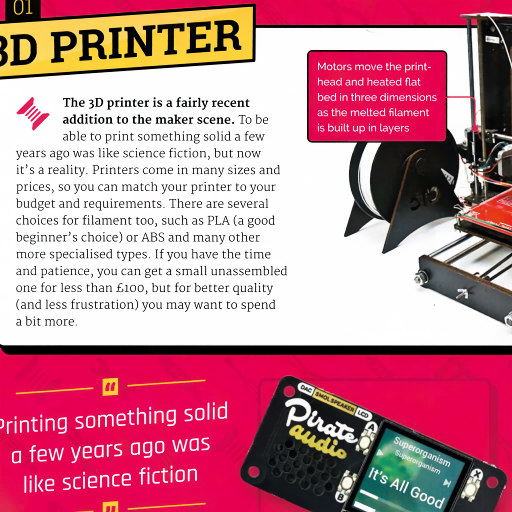 01
3D PRINTER
The 3D printer is a fairly recent
addition to the maker scene. To be
able to print something solid a few
years ago was like science fiction, but now
it's a reality. Printers come in many sizes and
prices, so you can match your printer to your
budget and requirements. There are several
choices for filament too, such as PLA (a good
beginner's choice) or ABS and many other
more specialised types. If you have the time
and patience, you can get a small unassembled
one for less than £100, but for better quality
(and less frustration) you may want to spend
a bit more.
Motors move the print-
head and heated flat
bed in three dimensions
as the melted filament
is built up in layers
Printing something solid
a few years ago was
like science fiction
DAC SMOL SPEAKER LCD
Pirate
audio
A
B
X
Superorganism
Superorganism
It's All Good